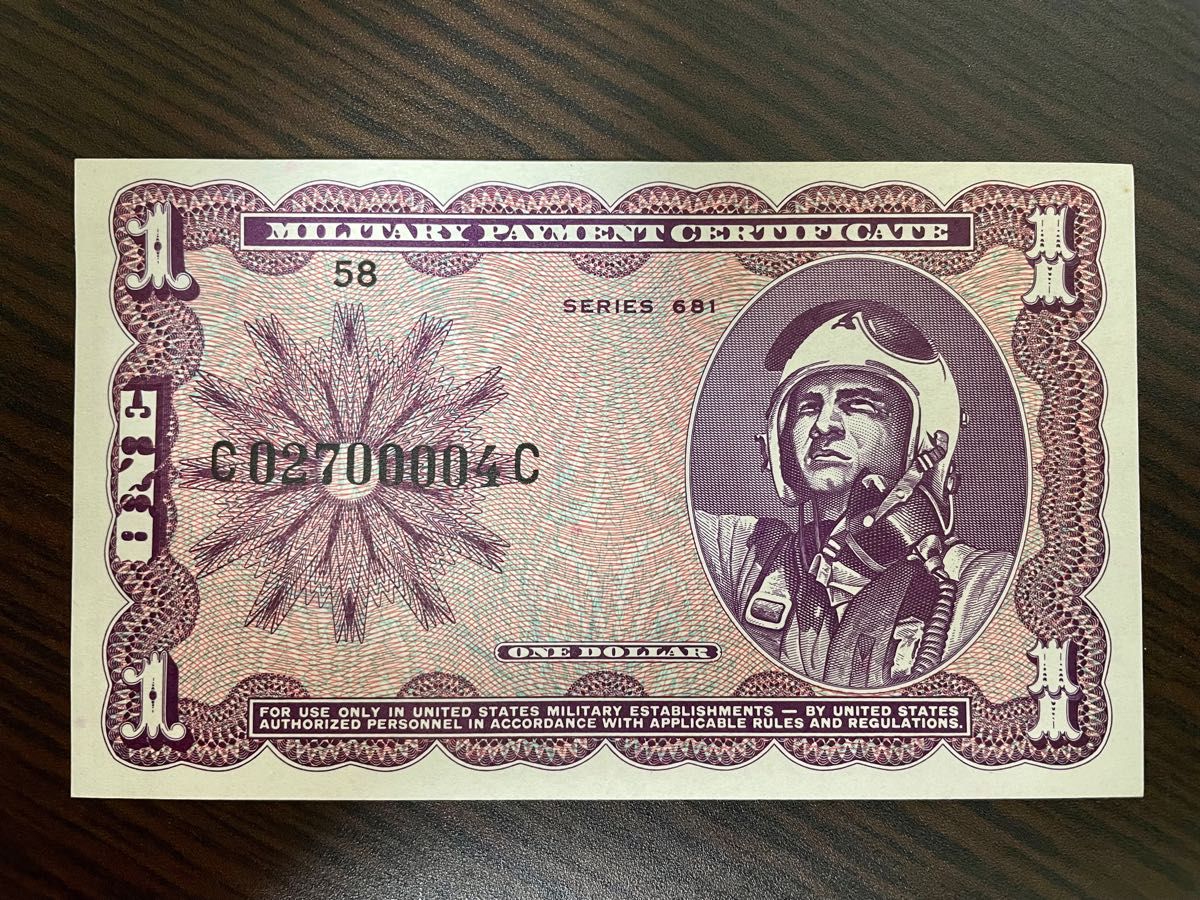 1
MILITARY PAYMENT CERTIFICATE
1
58
SERIES 681
ONE
C02700004C
ONE DOLLAR
1
FOR USE ONLY IN UNITED STATES MILITARY ESTABLISHMENTS — BY UNITED STATES
AUTHORIZED PERSONNEL IN ACCORDANCE WITH APPLICABLE RULES AND REGULATIONS.
1